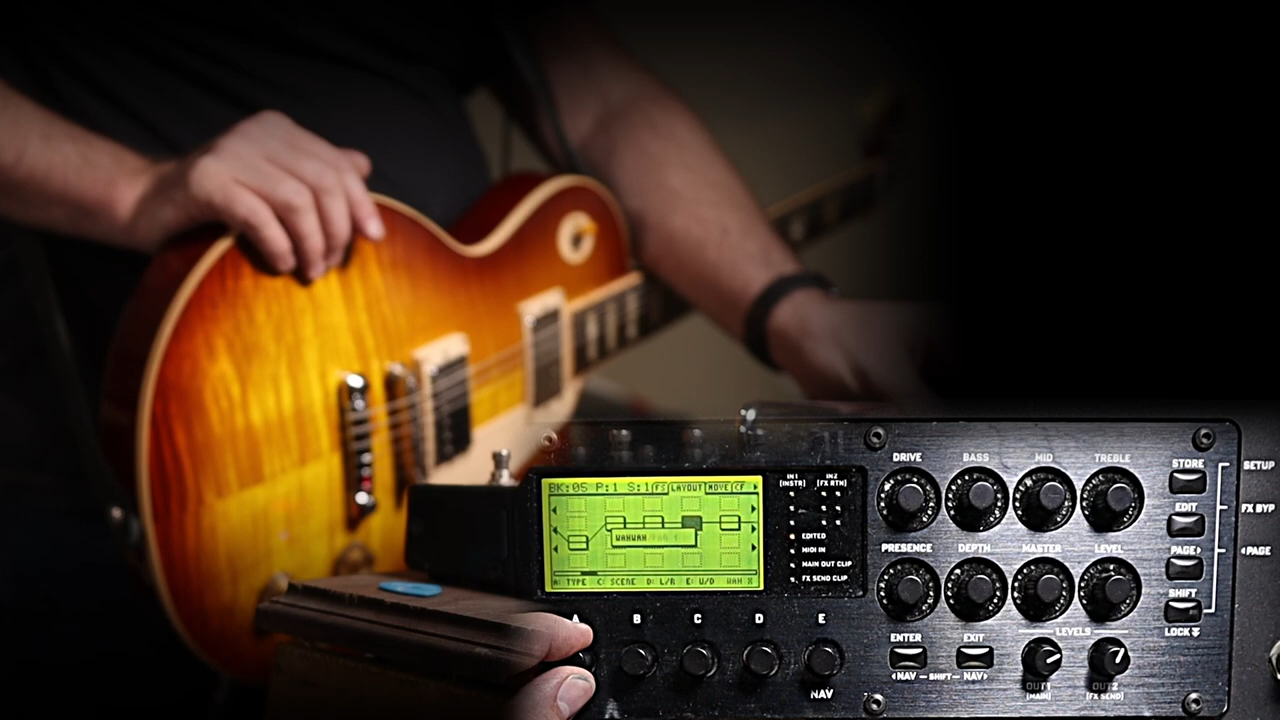 BK:05 P:1 S:1 FS LAYOUT MOVE CF
WAHWAH
A: TYPE C: SCENE D: L/R E: U/D WAH X
IN1 IN2
[INSTR] [FX RTN]
EDITED
MIDI IN
MAIN OUT CLIP
FX SEND CLIP
A B C D E
NAV
DRIVE BASS MID TREBLE
PRESENCE DEPTH MASTER LEVEL
ENTER EXIT
NAV SHIFT NAV
LEVELS
OUT1 OUT2
[MAIN] [FX SEND]
STORE SETUP
EDIT FX BYP
PAGE PAGE
SHIFT
LOCK